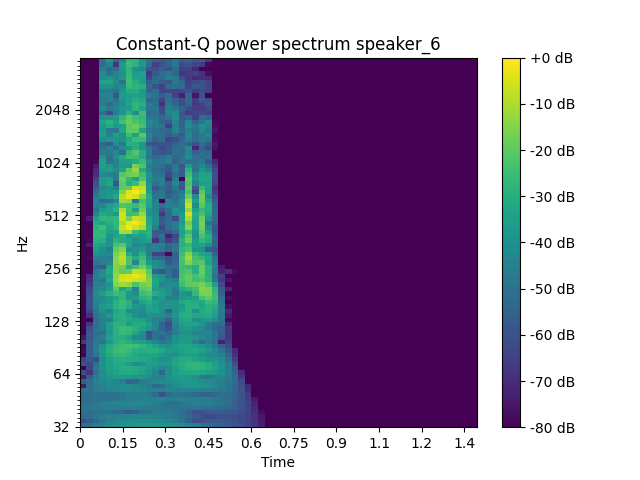 Constant-Q power spectrum speaker_6
Hz
2048
1024
512
256
128
64
32
0 0.15 0.3 0.45 0.6 0.75 0.9 1.1 1.2 1.4
Time
+0 dB
-10 dB
-20 dB
-30 dB
-40 dB
-50 dB
-60 dB
-70 dB
-80 dB